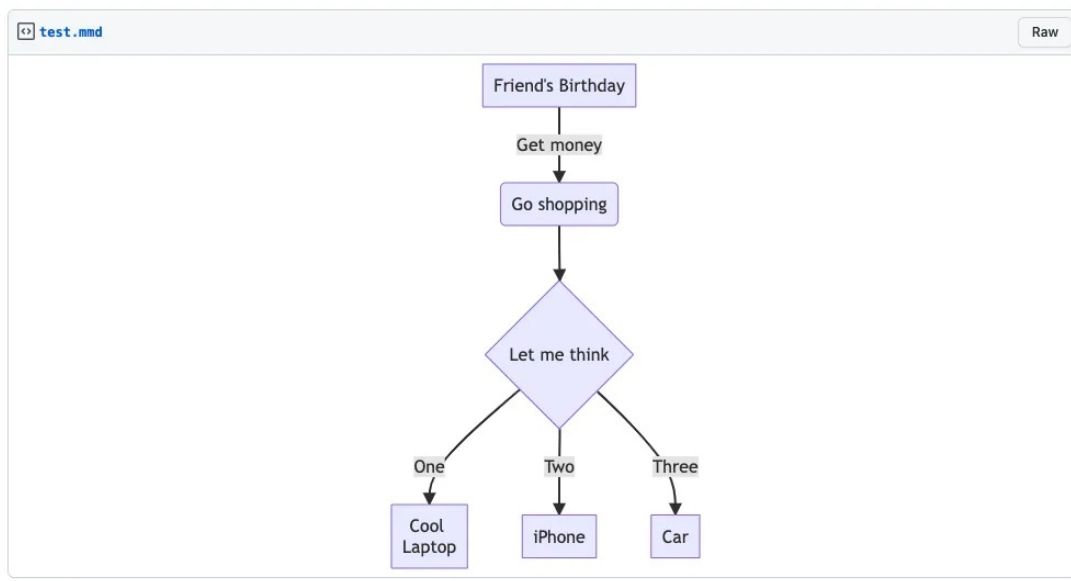 test.mmd
Raw
Friend's Birthday
Get money
Go shopping
Let me think
One
Two
Three
Cool
Laptop
iPhone
Car